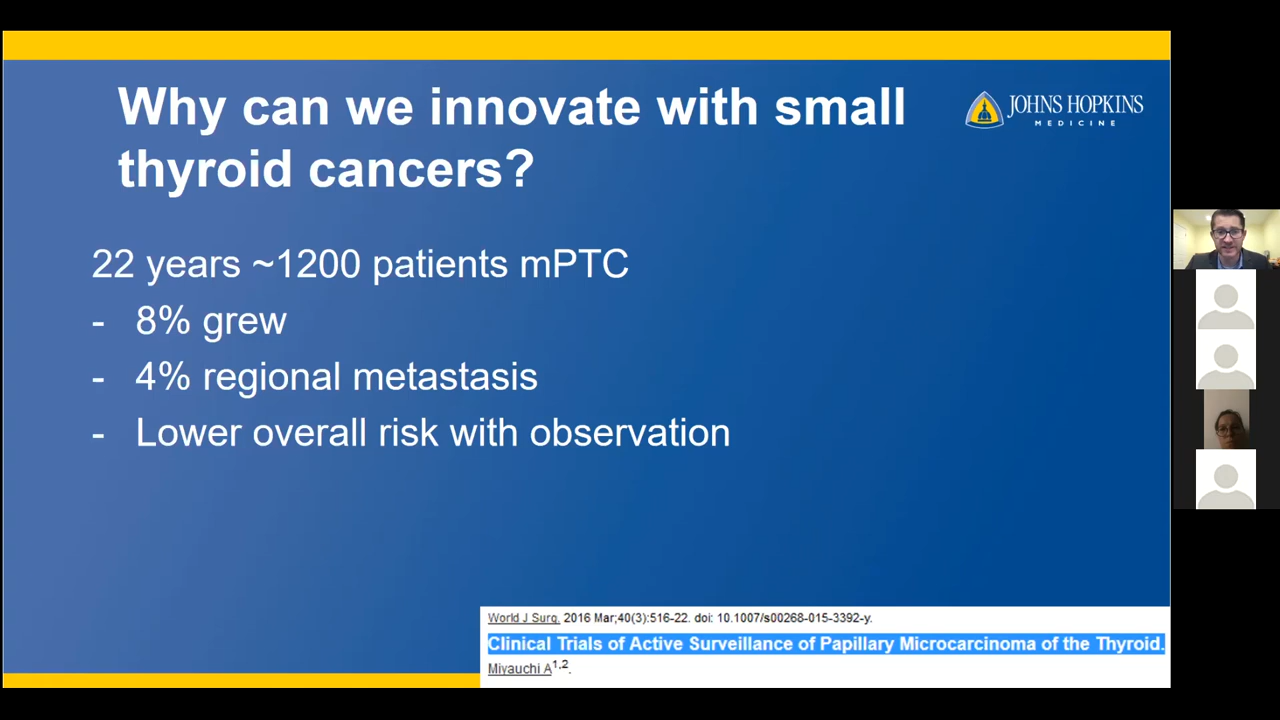 Why can we innovate with small
thyroid cancers?
JOHNS HOPKINS
MEDICINE
22 years ~1200 patients mPTC
- 8% grew
- 4% regional metastasis
- Lower overall risk with observation
World J Surg. 2016 Mar;40(3):516-22. doi: 10.1007/s00268-015-3392-y.
Clinical Trials of Active Surveillance of Papillary Microcarcinoma of the Thyroid.
Miyauchi A1,2.